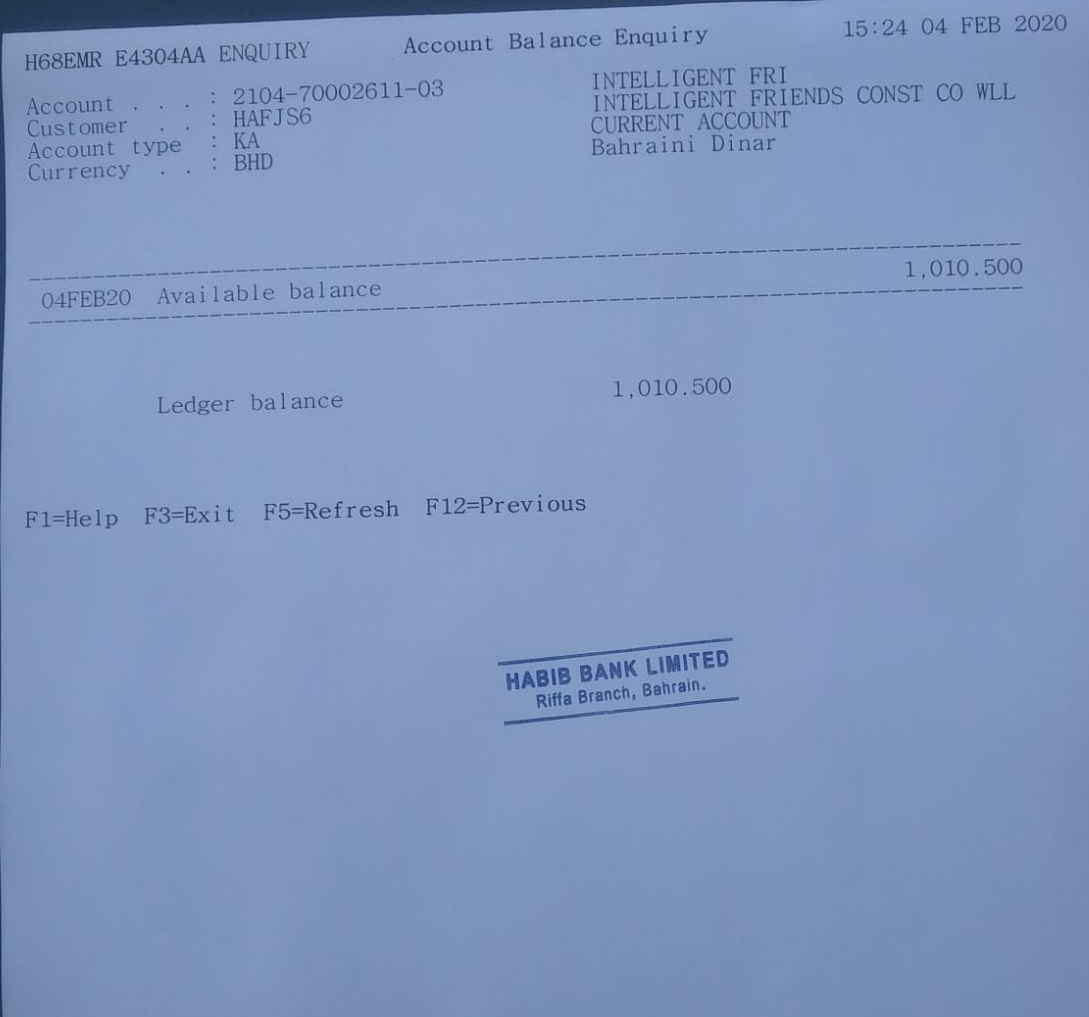 H68EMR E4304AA ENQUIRY Account Balance Enquiry 15:24 04 FEB 2020
Account . . . : 2104-70002611-03 INTELLIGENT FRI
Customer . . : HAFJS6 INTELLIGENT FRIENDS CONST CO WLL
Account type : KA CURRENT ACCOUNT
Currency . . : BHD Bahraini Dinar
04FEB20 Available balance 1,010.500
Ledger balance 1,010.500
F1=Help F3=Exit F5=Refresh F12=Previous
HABIB BANK LIMITED
Riffa Branch, Bahrain.